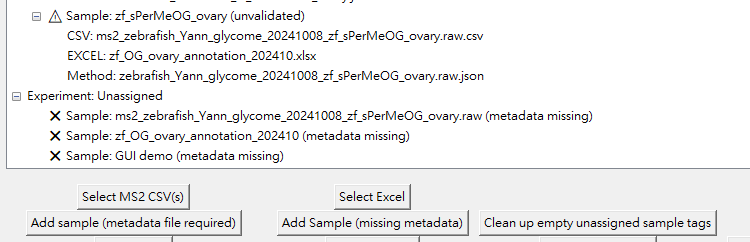 Sample: zf_sPerMeOG_ovary (unvalidated)
CSV: ms2_zebrafish_Yann_glycome_20241008_zf_sPerMeOG_ovary.raw.csv
EXCEL: zf_OG_ovary_annotation_202410.xlsx
Method: zebrafish_Yann_glycome_20241008_zf_sPerMeOG_ovary.raw.json
Experiment: Unassigned
Sample: ms2_zebrafish_Yann_glycome_20241008_zf_sPerMeOG_ovary.raw (metadata missing)
Sample: zf_OG_ovary_annotation_202410 (metadata missing)
Sample: GUI demo (metadata missing)
Select MS2 CSV(s) Select Excel
Add sample (metadata file required) Add Sample (missing metadata) Clean up empty unassigned sample tags